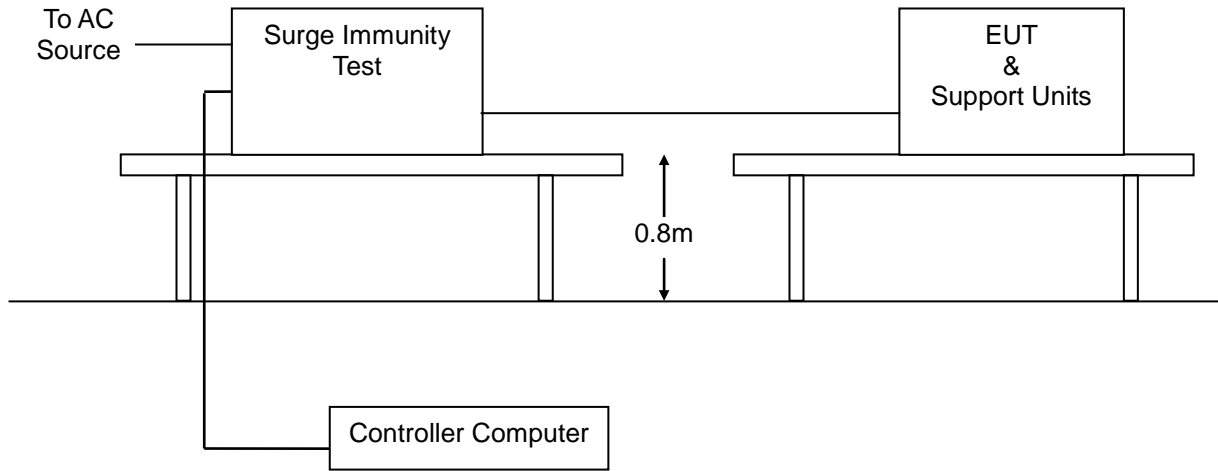 To AC
Source
Surge Immunity
Test
EUT
&
Support Units
0.8m
Controller Computer